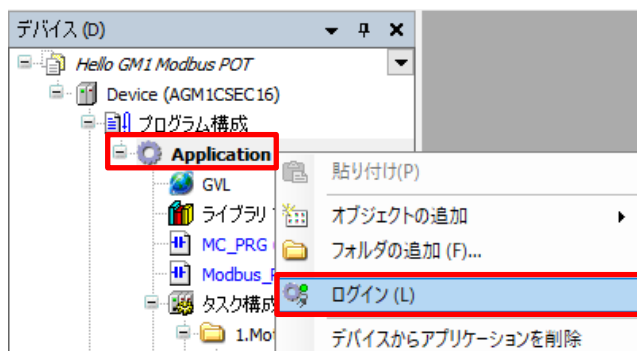 デバイス (D)
Hello GM1 Modbus POT
Device (AGM1CSEC16)
プログラム構成
Application
GVL
ライブラリ
MC_PRG
Modbus_
タスク構成
1.Mo
貼り付け(P)
オブジェクトの追加
フォルダの追加 (F)...
ログイン (L)
デバイスからアプリケーションを削除